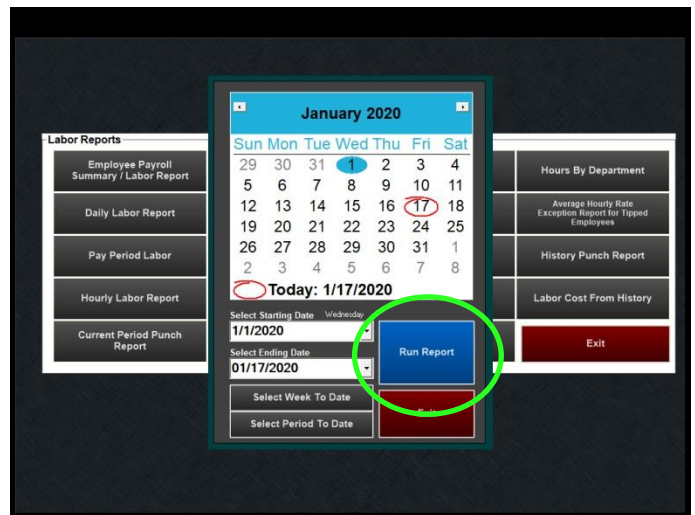 Labor Reports
Employee Payroll
Summary / Labor Report
Daily Labor Report
Pay Period Labor
Hourly Labor Report
Current Period Punch
Report
January 2020
Sun Mon Tue Wed Thu Fri Sat
29 30 31 1 2 3 4
5 6 7 8 9 10 11
12 13 14 15 16 17 18
19 20 21 22 23 24 25
26 27 28 29 30 31 1
2 3 4 5 6 7 8
Today: 1/17/2020
Select Starting Date Wednesday
1/1/2020
Select Ending Date
01/17/2020
Run Report
Select Week To Date
Select Period To Date
Exit
Hours By Department
Average Hourly Rate
Exception Report for Tipped
Employees
History Punch Report
Labor Cost From History
Exit